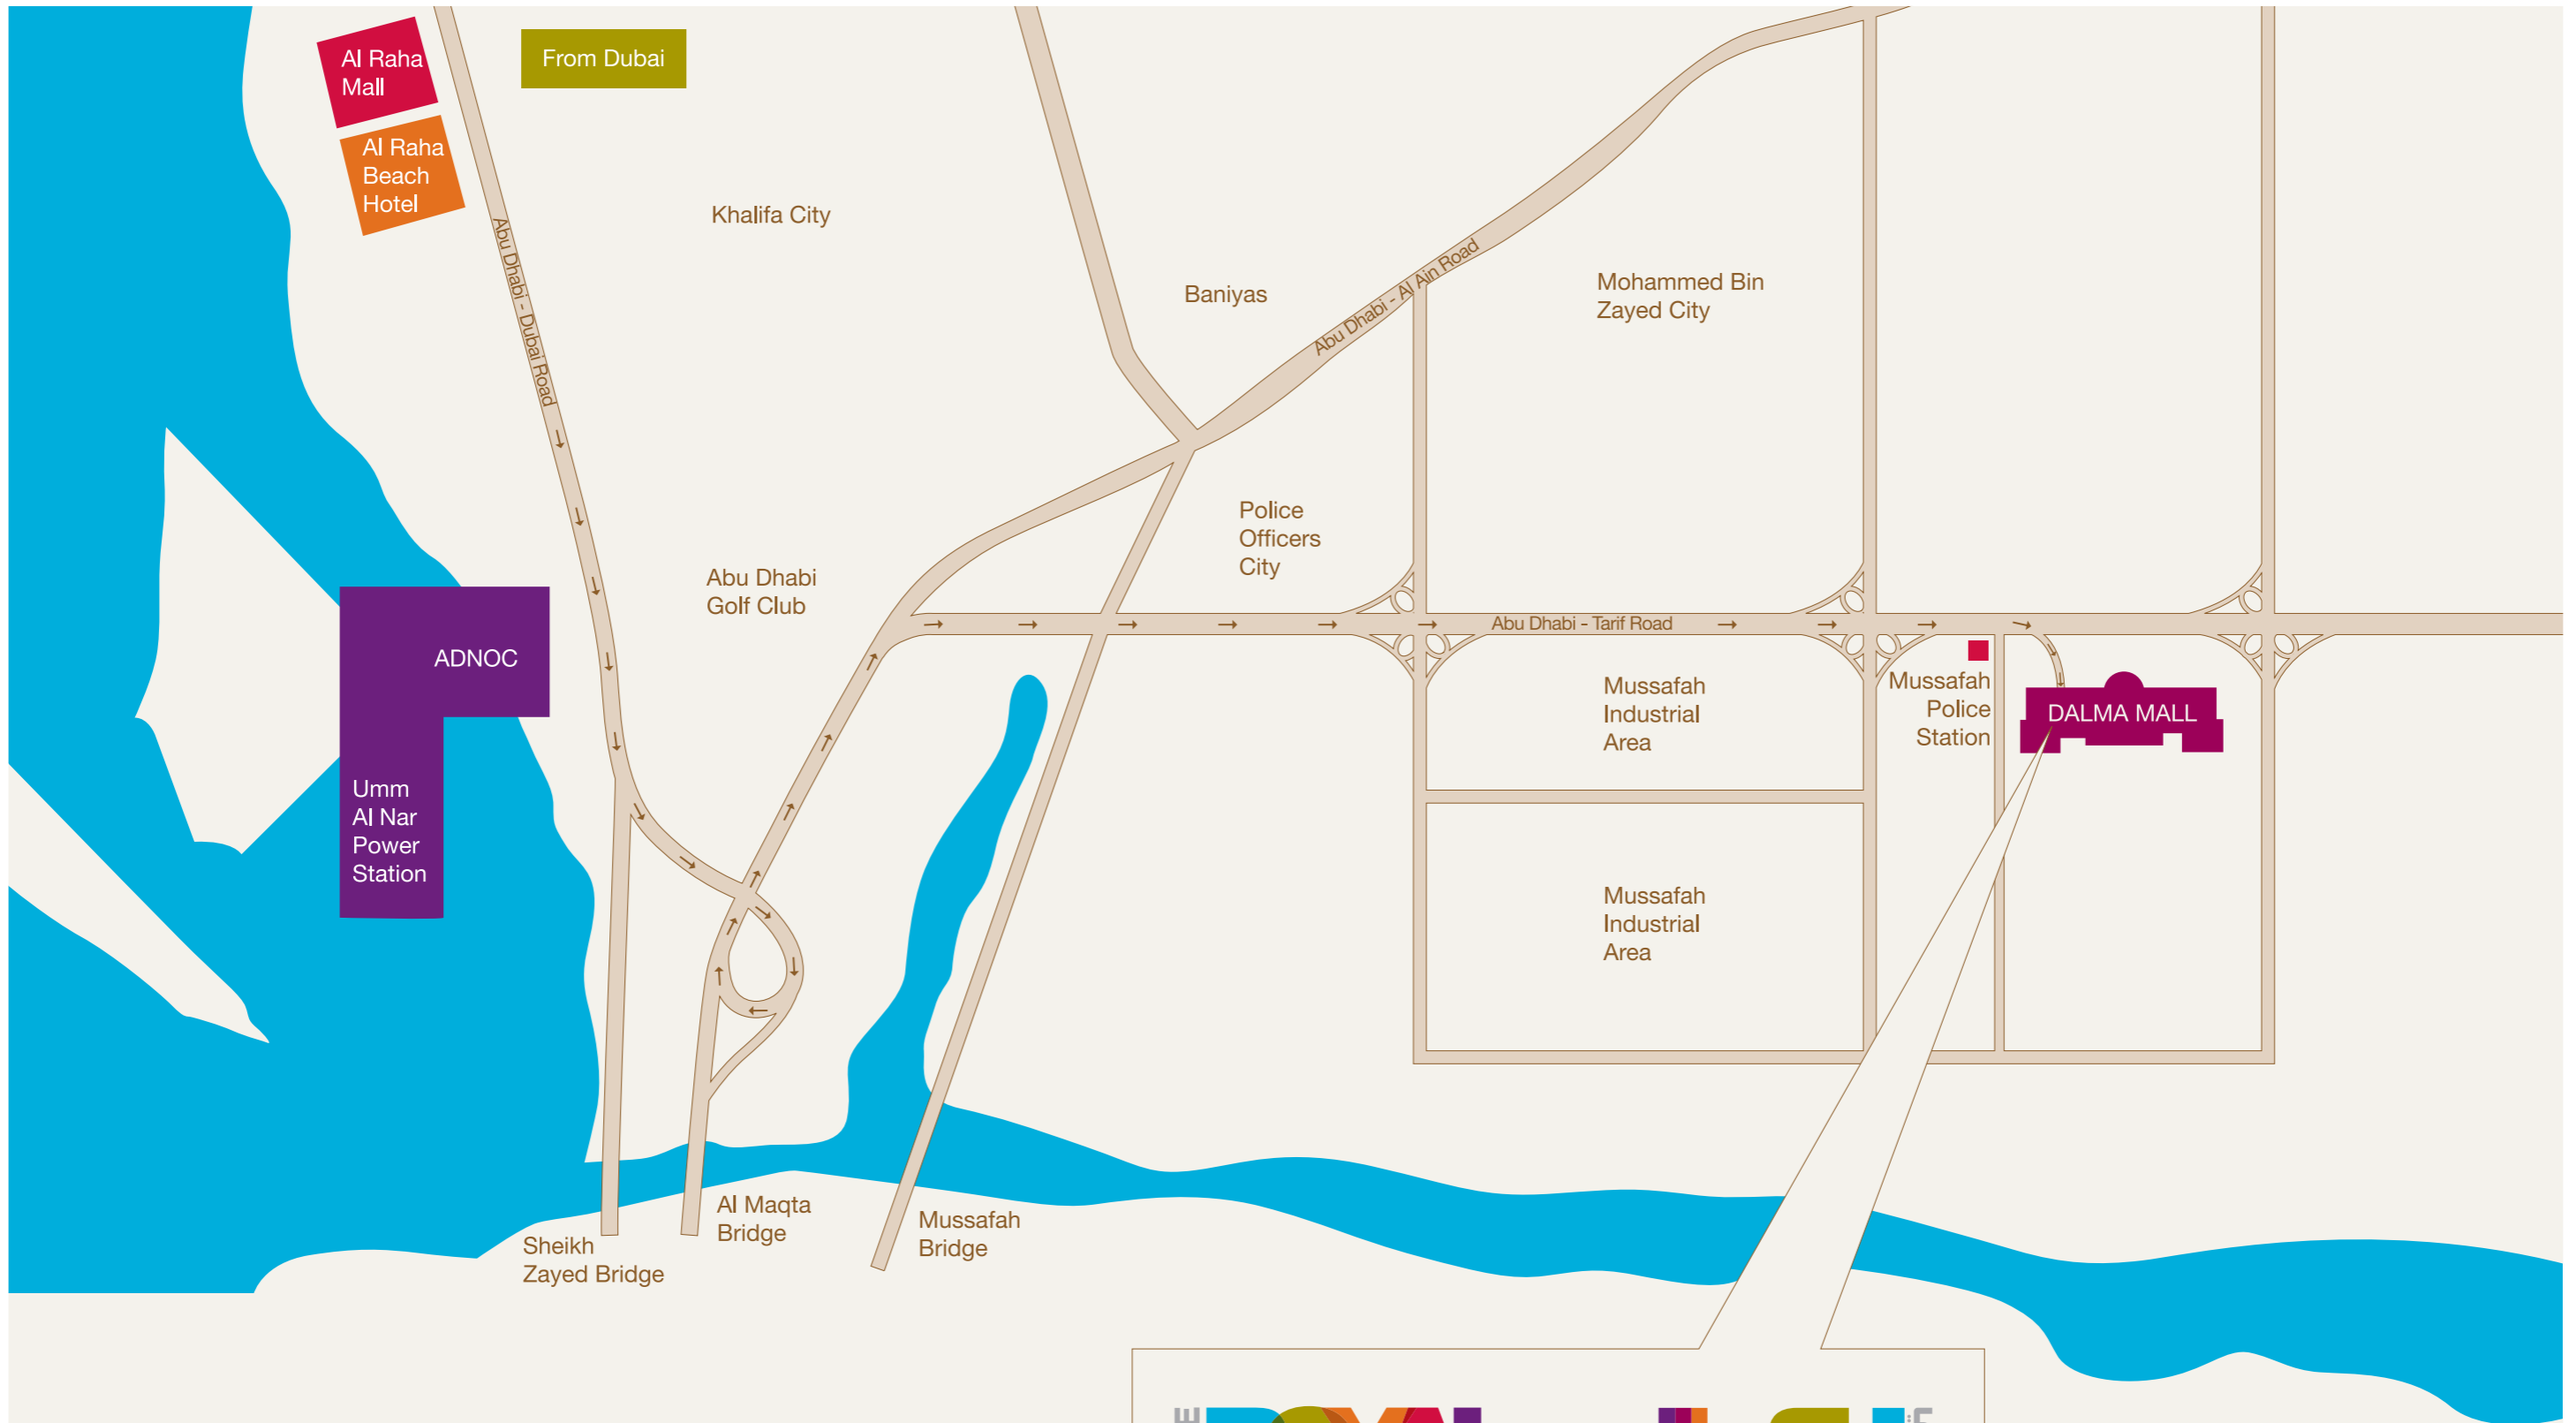 Al Raha
Mall
From Dubai
Al Raha
Beach
Hotel
Khalifa City
Abu Dhabi - Dubai Road
Baniyas
Abu Dhabi - Al Ain Road
Mohammed Bin
Zayed City
Police
Officers
City
Abu Dhabi
Golf Club
Abu Dhabi - Tarif Road
ADNOC
Mussafah
Industrial
Area
Mussafah
Police
Station
DALMA MALL
Umm
Al Nar
Power
Station
Mussafah
Industrial
Area
Al Maqta
Bridge
Mussafah
Bridge
Sheikh
Zayed Bridge